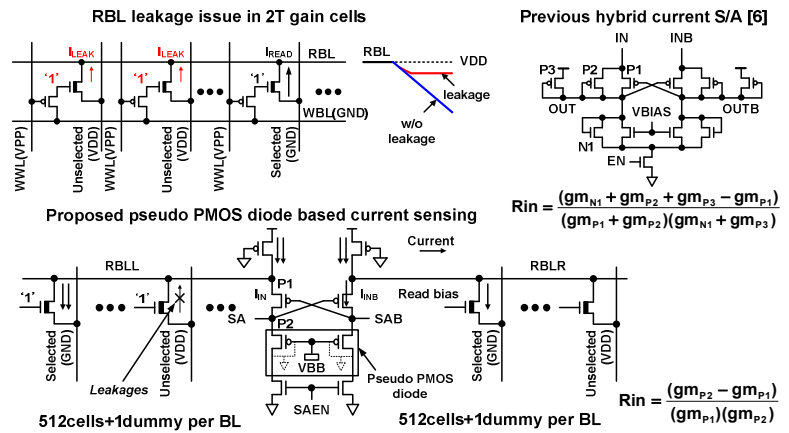 RBL leakage issue in 2T gain cells
ILEAK ILEAK IREAD RBL
'1' '1' '1'
WBL(GND)
WWL(VPP)
Unselected (VDD)
WWL(VPP)
Unselected (VDD)
WWL(VPP)
Selected (GND)
RBL VDD
leakage
w/o leakage
Previous hybrid current S/A [6]
IN INB
P3 P2 P1
OUT VBIAS OUTB
N1
EN
Rin = (gmN1 + gmP2 + gmP3 − gmP1)
(gmP1 + gmP2)(gmN1 + gmP3)
Proposed pseudo PMOS diode based current sensing
Current
RBLL P1 RBLR
'1' '1' IIN IINB Read bias
SA SAB
P2
VBB
Pseudo PMOS
diode
SAEN
Selected (GND)
Unselected (VDD)
Leakages
Selected (GND)
Unselected (VDD)
512cells+1dummy per BL 512cells+1dummy per BL
Rin = (gmP2 − gmP1)
(gmP1)(gmP2)